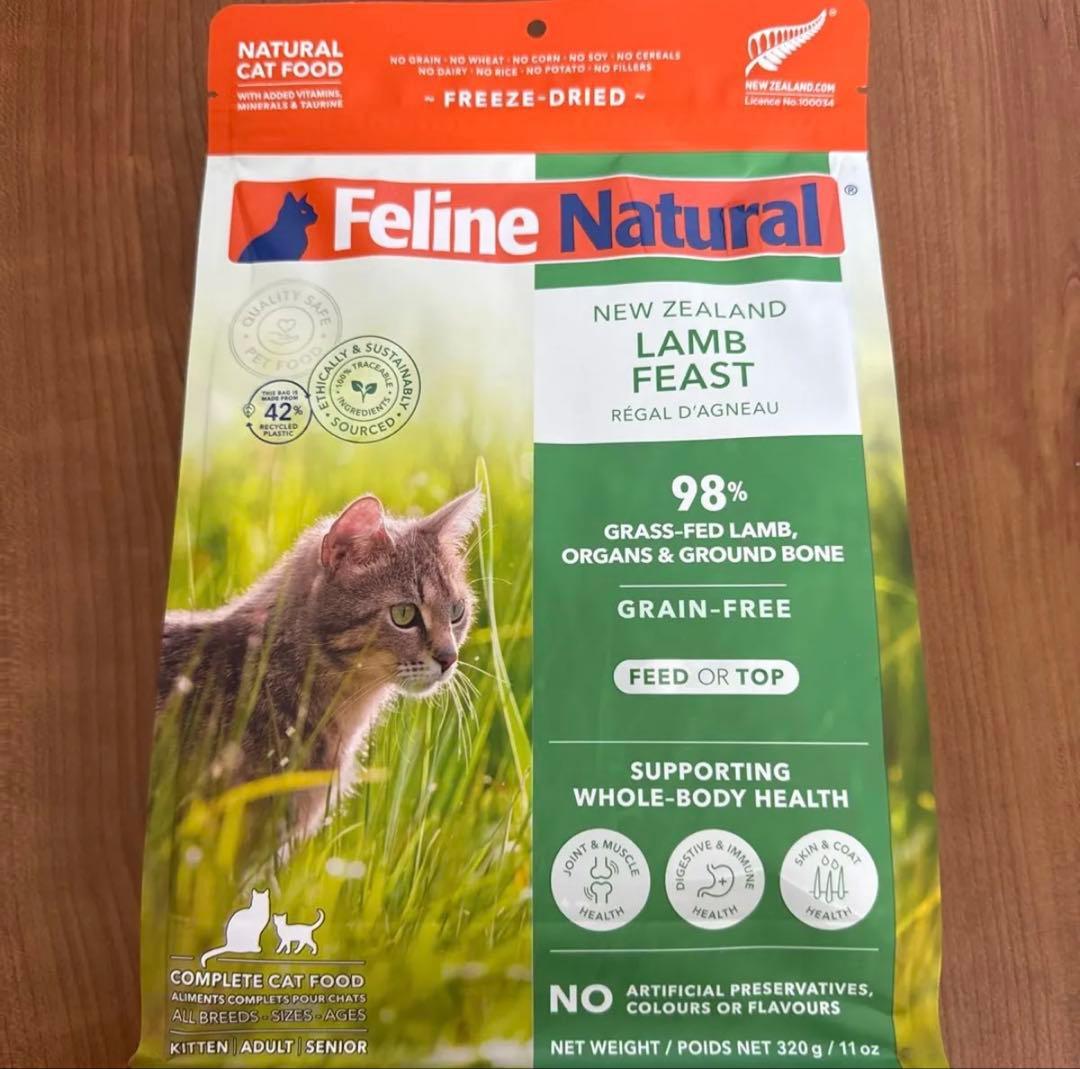 NATURAL
CAT FOOD
WITH ADDED VITAMINS,
MINERALS & TAURINE
NO GRAIN · NO WHEAT · NO CORN · NO SOY · NO CEREALS
NO DAIRY · NO RICE · NO POTATO · NO FILLERS
~ FREEZE-DRIED ~
®
NEWZEALAND.COM
Licence No.100034
Feline Natural ®
QUALITY SAFE
PET FOOD
ETHICALLY & SUSTAINABLY
SOURCED
100% TRACEABLE
INGREDIENTS
THIS BAG IS
MADE FROM
42%
RECYCLED
PLASTIC
NEW ZEALAND
LAMB
FEAST
RÉGAL D'AGNEAU
98%
GRASS-FED LAMB,
ORGANS & GROUND BONE
GRAIN-FREE
FEED OR TOP
SUPPORTING
WHOLE-BODY HEALTH
JOINT & MUSCLE
HEALTH
DIGESTIVE & IMMUNE
HEALTH
SKIN & COAT
HEALTH
NO ARTIFICIAL PRESERVATIVES,
COLOURS OR FLAVOURS
NET WEIGHT / POIDS NET 320 g / 11 oz
COMPLETE CAT FOOD
ALIMENTS COMPLETS POUR CHATS
ALL BREEDS - SIZES - AGES
KITTEN | ADULT | SENIOR